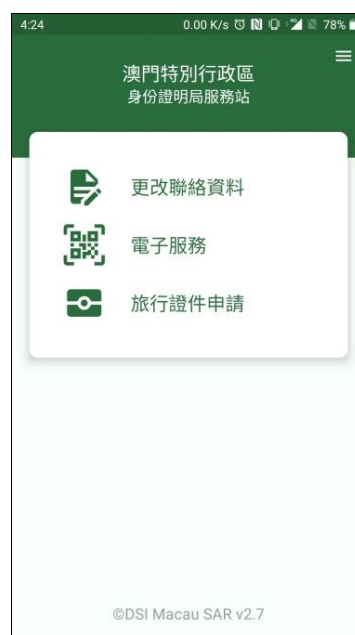 4:24 0.00 K/s 78%
澳門特別行政區
身份證明局服務站
更改聯絡資料
電子服務
旅行證件申請
©DSI Macau SAR v2.7